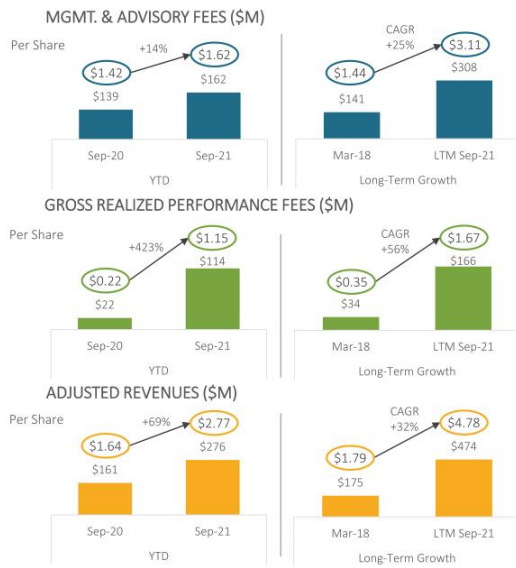 MGMT. & ADVISORY FEES ($M)
Per Share
$1.42
+14%
$1.62
$139
$162
Sep-20
Sep-21
YTD
CAGR
+25%
$1.44
$3.11
$141
$308
Mar-18
LTM Sep-21
Long-Term Growth
GROSS REALIZED PERFORMANCE FEES ($M)
Per Share
$0.22
+423%
$1.15
$22
$114
Sep-20
Sep-21
YTD
CAGR
+56%
$0.35
$1.67
$34
$166
Mar-18
LTM Sep-21
Long-Term Growth
ADJUSTED REVENUES ($M)
Per Share
$1.64
+69%
$2.77
$161
$276
Sep-20
Sep-21
YTD
CAGR
+32%
$1.79
$4.78
$175
$474
Mar-18
LTM Sep-21
Long-Term Growth